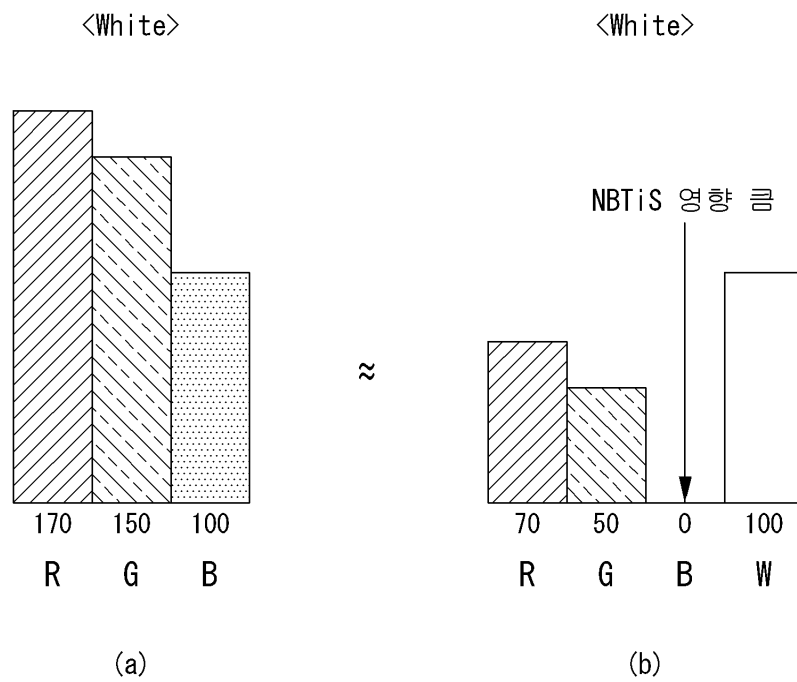 <White>
170 150 100
R G B
(a)
≈
<White>
NBTiS 영향 큼
70 50 0 100
R G B W
(b)